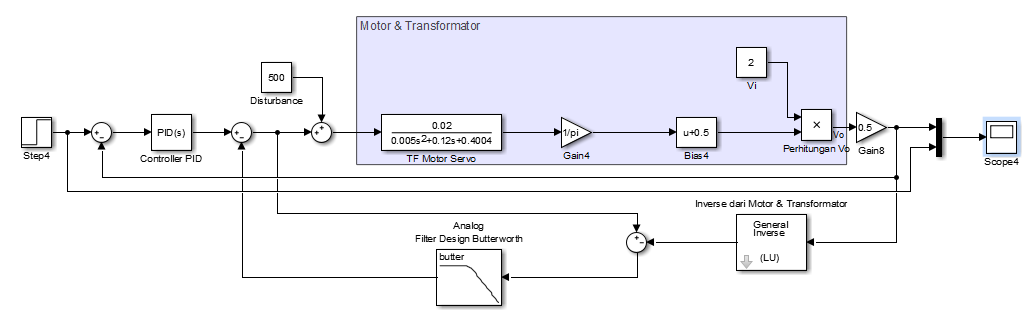 Motor & Transformator
500
Disturbance
2
Vi
Step4
+
−
PID(s)
Controller PID
+
−
+
+
0.02
0.005s2+0.12s+0.4004
TF Motor Servo
1/pi
Gain4
u+0.5
Bias4
×
Perhitungan Vo
Vo
0.5
Gain8
Scope4
Inverse dari Motor & Transformator
General
Inverse
(LU)
+
−
Analog
Filter Design Butterworth
butter